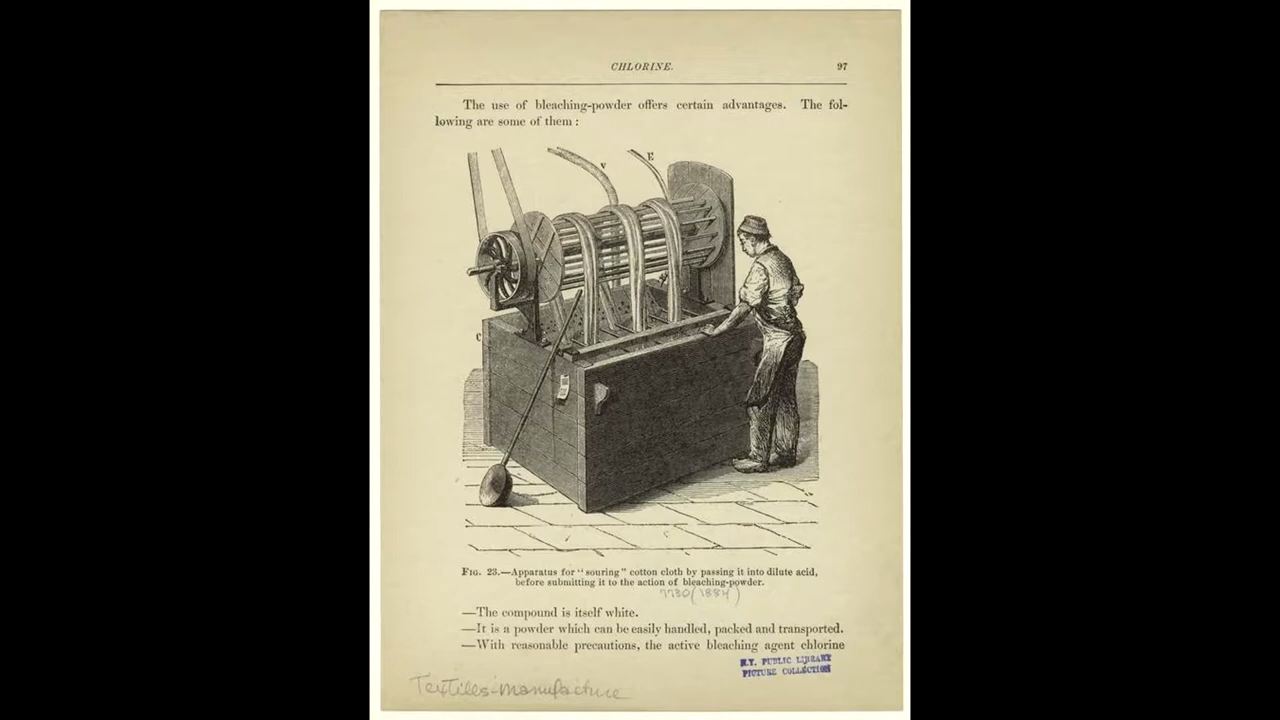 CHLORINE. 97
The use of bleaching-powder offers certain advantages. The fol-
lowing are some of them :
V
E
C
FIG. 23.—Apparatus for "souring" cotton cloth by passing it into dilute acid,
before submitting it to the action of bleaching-powder.
7730 (1884)
—The compound is itself white.
—It is a powder which can be easily handled, packed and transported.
—With reasonable precautions, the active bleaching agent chlorine
N.Y. PUBLIC LIBRARY
PICTURE COLLECTION
Textiles-manufacture